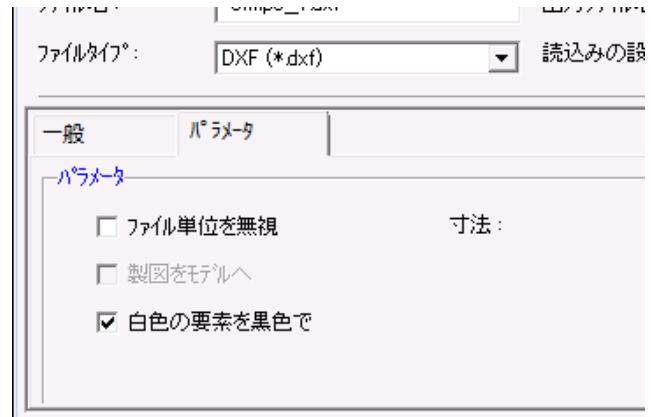 ﾌｧｲﾙﾀｲﾌﾟ:
DXF (*.dxf)
読込みの設
一般
ﾊﾟﾗﾒｰﾀ
ﾊﾟﾗﾒｰﾀ
ﾌｧｲﾙ単位を無視
寸法 :
製図をﾓﾃﾞﾙへ
白色の要素を黒色で